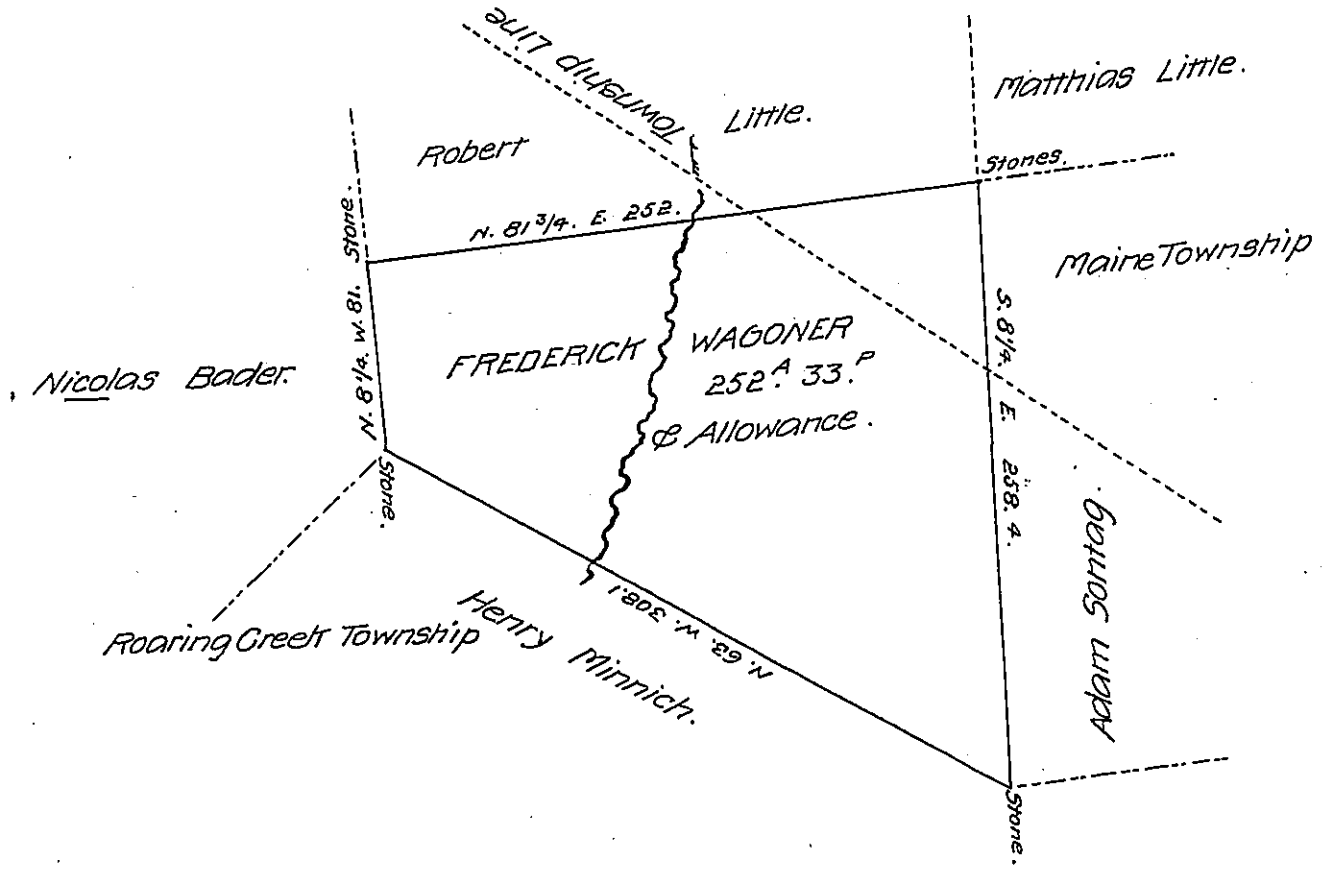 Township Line
Matthias Little.
Robert Little.
Stones.
Stone.
N. 81 3/4. E. 252.
Maine Township
N. 8 1/4. W. 81.
S. 8 1/4. E. 258.4.
FREDERICK WAGONER
252.A 33.P
& Allowance.
Nicolas Bader.
Stone.
Adam Sontag.
Roaring Creek Township
N. 63. W. 308.1
Henry Minnich.
Stone.